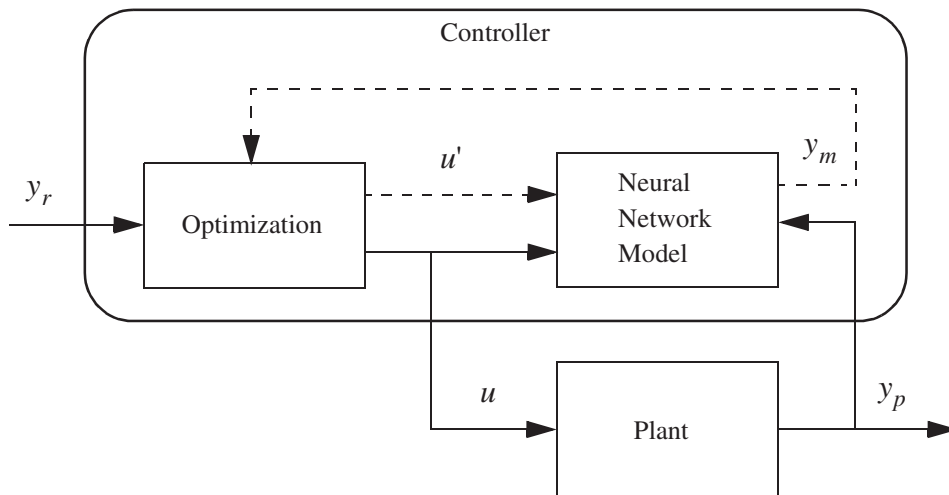 Controller
y_m
u'
y_r
Neural
Network
Model
Optimization
u
y_p
Plant